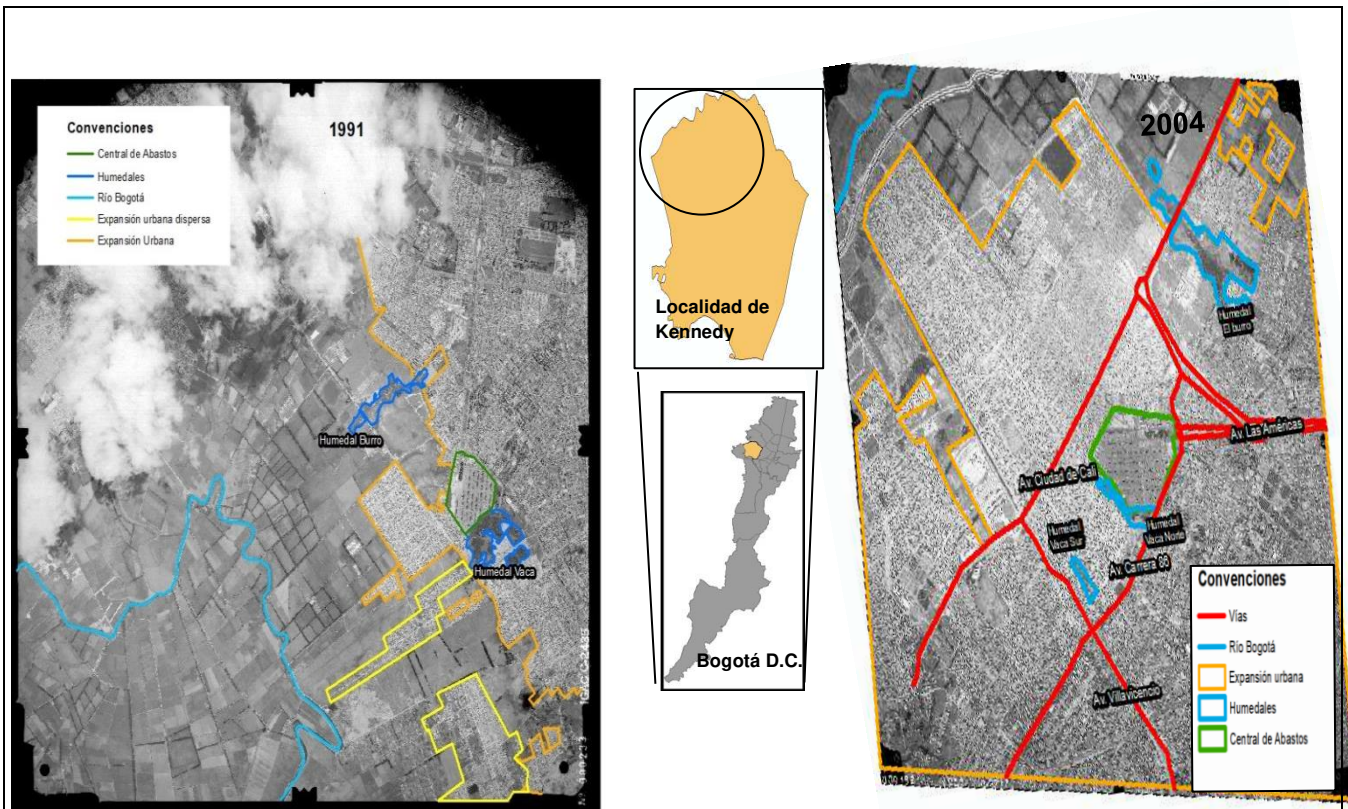 Convenciones
Central de Abastos
Humedales
Río Bogotá
Expansión urbana dispersa
Expansión Urbana
1991
Humedal Burro
Humedal Vaca
Localidad de
Kennedy
Bogotá D.C.
2004
Humedal
El burro
Av. Las Américas
Av. Ciudad de Cali
Humedal
Vaca Norte
Humedal
Vaca Sur
Av. Carrera 86
Av. Villavicencio
Convenciones
Vías
Río Bogotá
Expansión urbana
Humedales
Central de Abastos